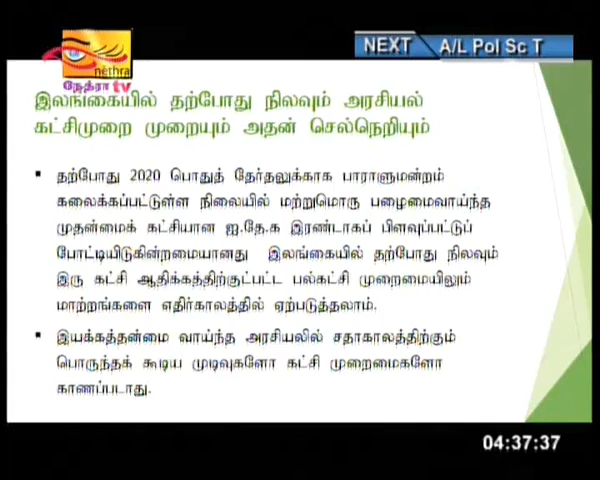 NEXT A/L Pol Sc T
nethra
நேத்ரா tv
இலங்கையில் தற்போது நிலவும் அரசியல்
கட்சிமுறை முறையும் அதன் செல்நெறியும்
▪ தற்போது 2020 பொதுத் தேர்தலுக்காக பாராளுமன்றம்
கலைக்கப்பட்டுள்ள நிலையில் மற்றுமொரு பழைமைவாய்ந்த
முதன்மைக் கட்சியான ஐ.தே.க இரண்டாகப் பிளவுப்பட்டுப்
போட்டியிடுகின்றமையானது இலங்கையில் தற்போது நிலவும்
இரு கட்சி ஆதிக்கத்திற்குட்பட்ட பல்கட்சி முறைமையிலும்
மாற்றங்களை எதிர்காலத்தில் ஏற்படுத்தலாம்.
▪ இயக்கத்தன்மை வாய்ந்த அரசியலில் சதாகாலத்திற்கும்
பொருந்தக் கூடிய முடிவுகளோ கட்சி முறைமைகளோ
காணப்படாது.
04:37:37